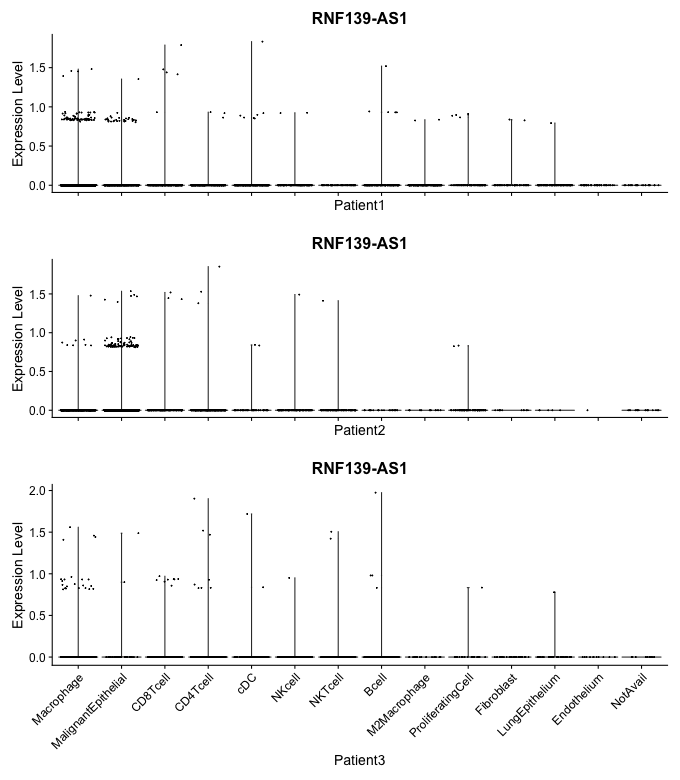 RNF139-AS1
Expression Level
1.5
1.0
0.5
0.0
Patient1
RNF139-AS1
Expression Level
1.5
1.0
0.5
0.0
Patient2
RNF139-AS1
Expression Level
2.0
1.5
1.0
0.5
0.0
Macrophage
MalignantEpithelial
CD8Tcell
CD4Tcell
cDC
NKcell
NKTcell
Bcell
M2Macrophage
ProliferatingCell
Fibroblast
LungEpithelium
Endothelium
NotAvail
Patient3